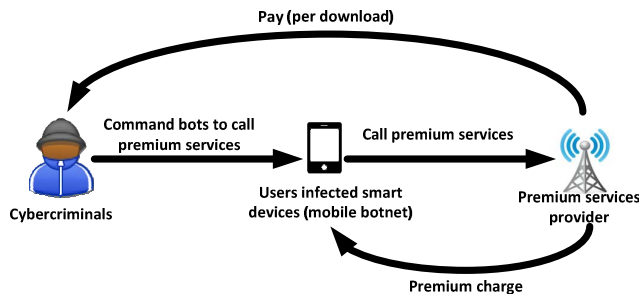 Pay (per download)
Command bots to call
premium services
Call premium services
Cybercriminals
Users infected smart
devices (mobile botnet)
Premium services
provider
Premium charge